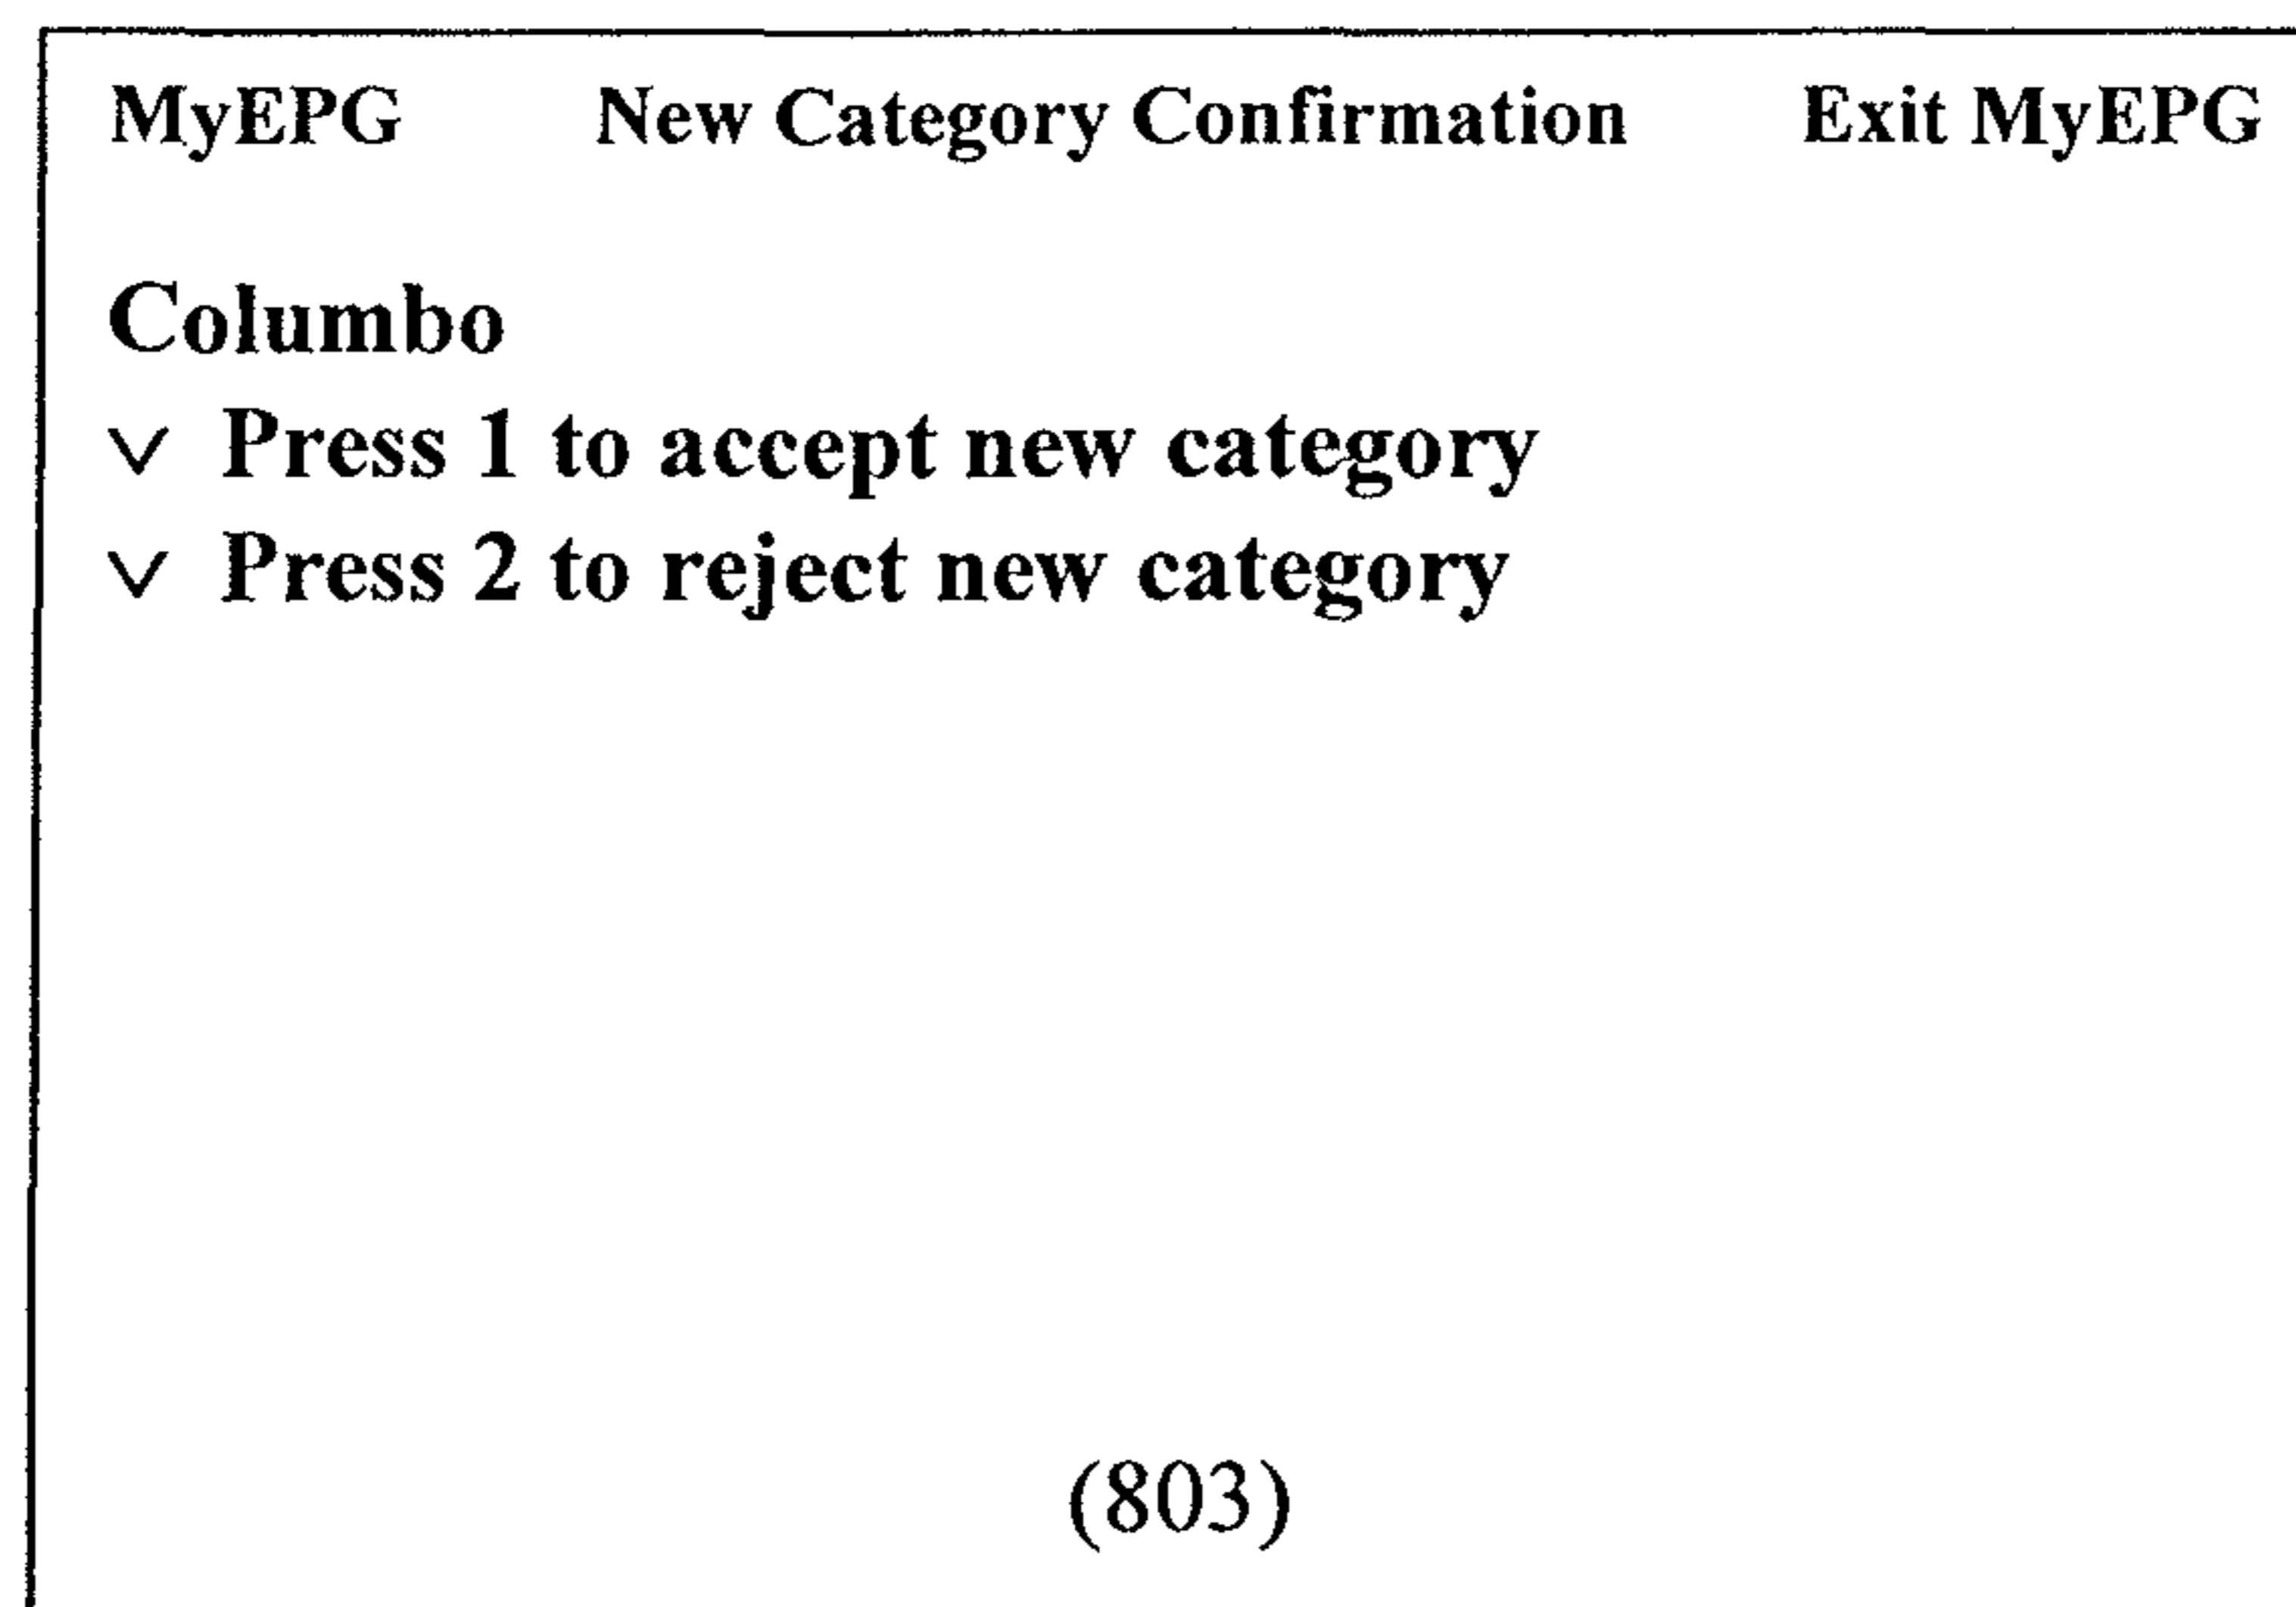 MyEPG New Category Confirmation Exit MyEPG
Columbo
∨ Press 1 to accept new category
∨ Press 2 to reject new category
(803)